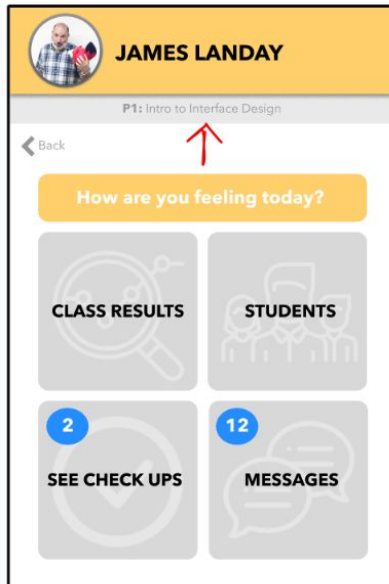 JAMES LANDAY
P1: Intro to Interface Design
Back
How are you feeling today?
CLASS RESULTS
STUDENTS
2
SEE CHECK UPS
12
MESSAGES